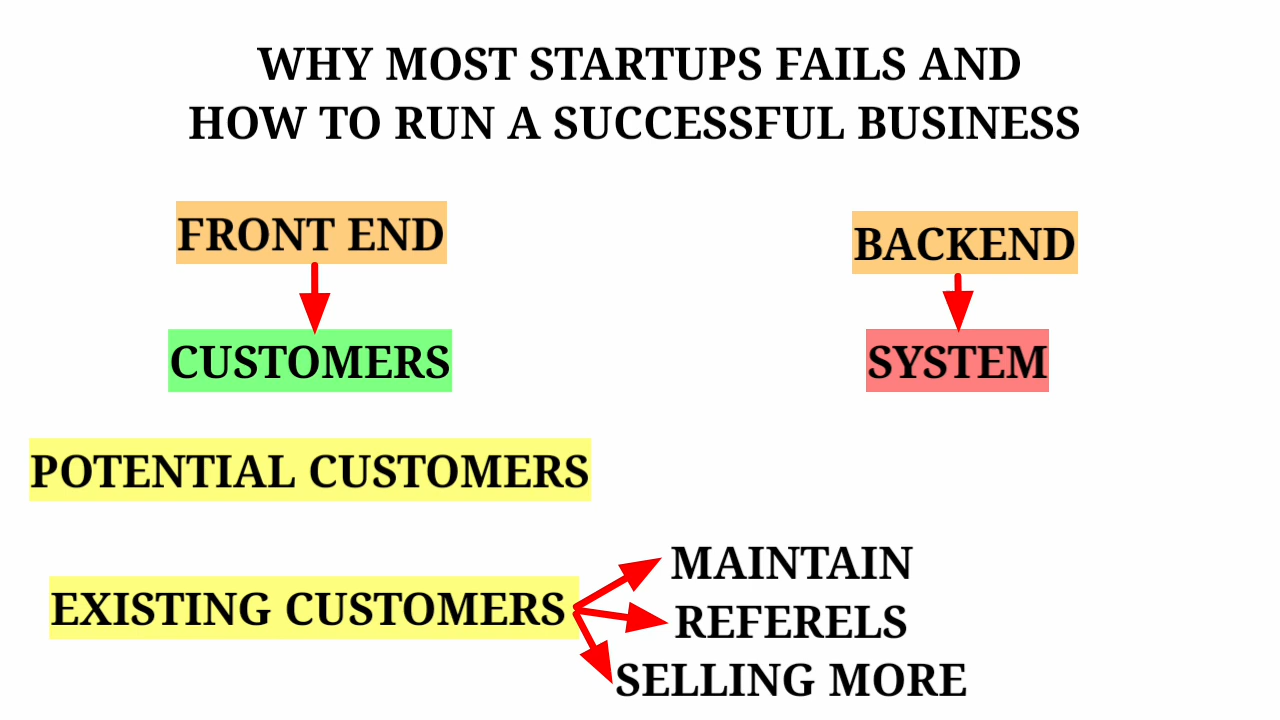 WHY MOST STARTUPS FAILS AND
HOW TO RUN A SUCCESSFUL BUSINESS
FRONT END
BACKEND
CUSTOMERS
SYSTEM
POTENTIAL CUSTOMERS
EXISTING CUSTOMERS
MAINTAIN
REFERELS
SELLING MORE